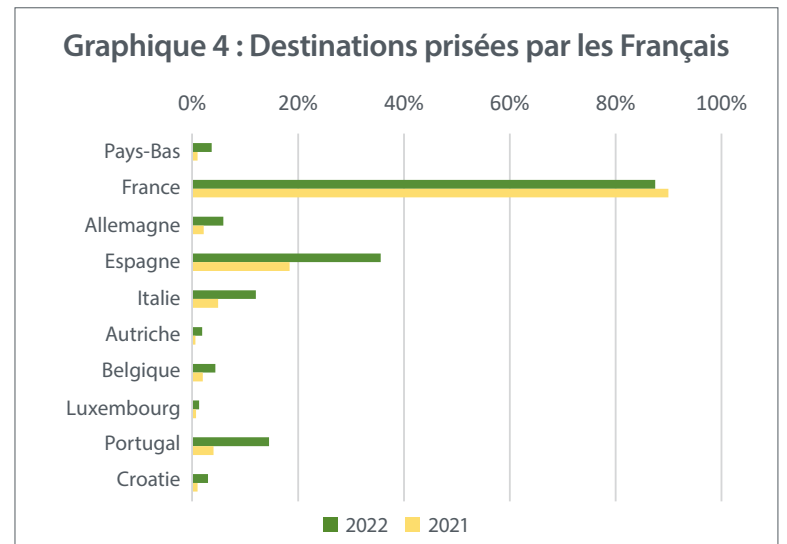 Graphique 4 : Destinations prisées par les Français
0% 20% 40% 60% 80% 100%
Pays-Bas
France
Allemagne
Espagne
Italie
Autriche
Belgique
Luxembourg
Portugal
Croatie
2022 2021